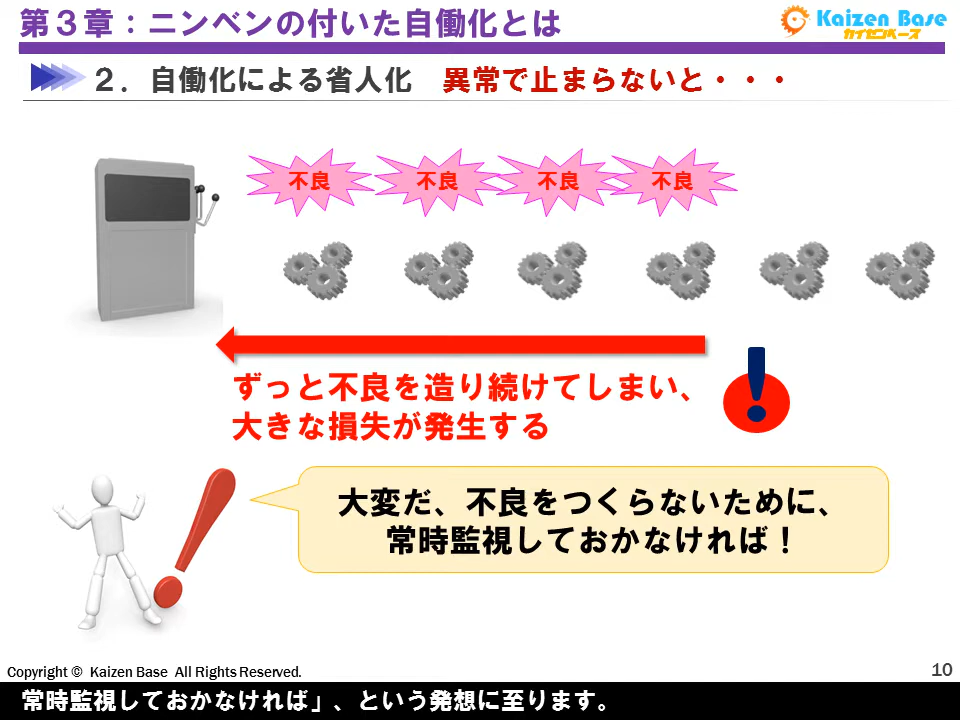 第３章：ニンベンの付いた自働化とは
Kaizen Base
カイゼンベース
２．自働化による省人化　異常で止まらないと・・・
不良　不良　不良　不良
ずっと不良を造り続けてしまい、
大きな損失が発生する
大変だ、不良をつくらないために、
常時監視しておかなければ！
Copyright © Kaizen Base All Rights Reserved.
10
常時監視しておかなければ」、という発想に至ります。